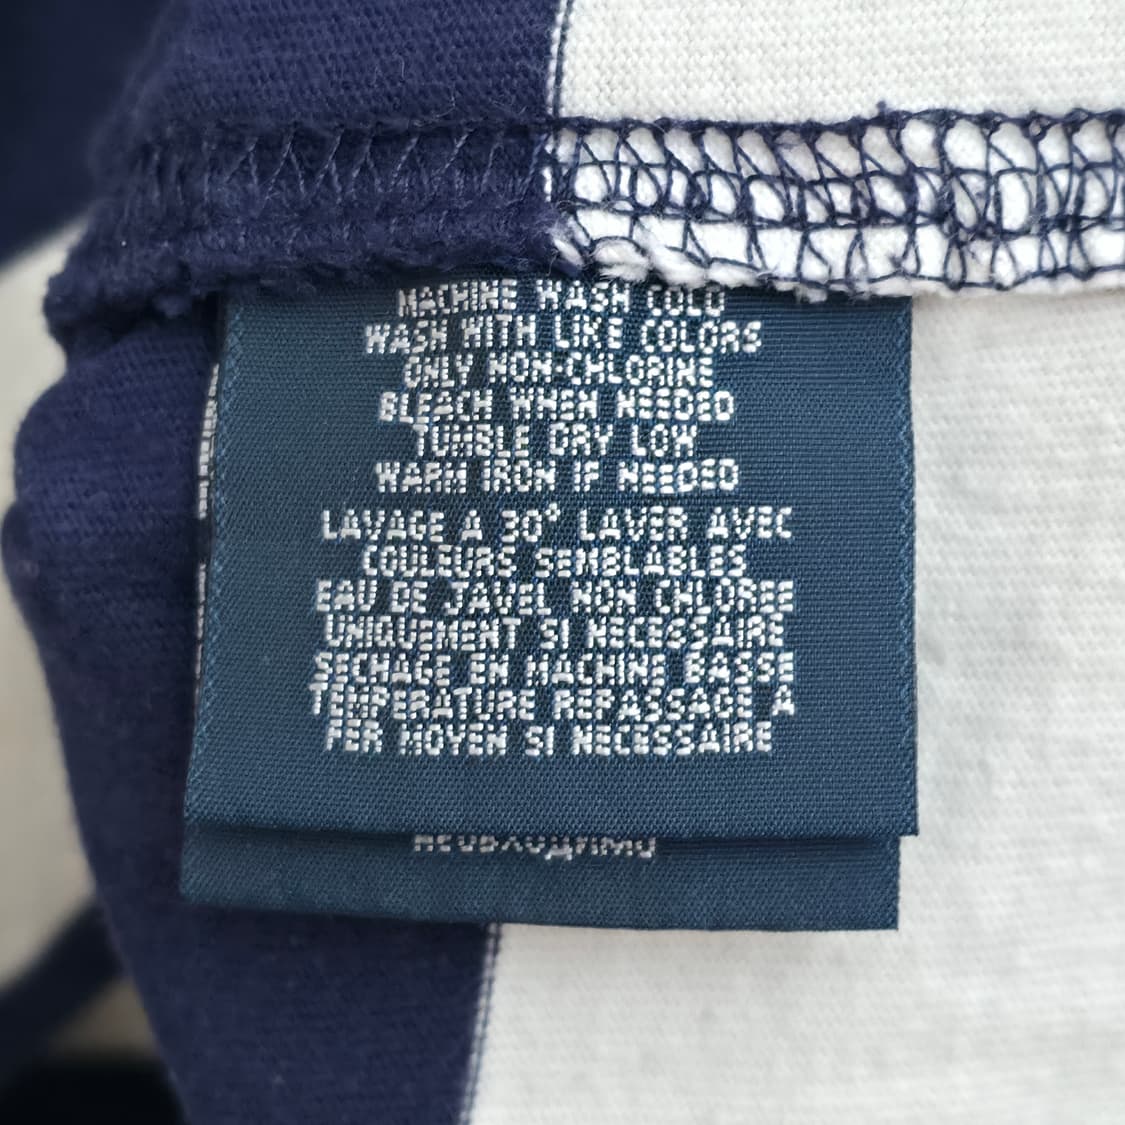 MACHINE WASH COLD
WASH WITH LIKE COLORS
ONLY NON-CHLORINE
BLEACH WHEN NEEDED
TUMBLE DRY LOW
WARM IRON IF NEEDED
LAVAGE A 30° LAVER AVEC
COULEURS SEMBLABLES
EAU DE JAVEL NON CHLOREE
UNIQUEMENT SI NECESSAIRE
SECHAGE EN MACHINE BASSE
TEMPERATURE REPASSAGE A
FER MOYEN SI NECESSAIRE
НЕОБХОДИМО